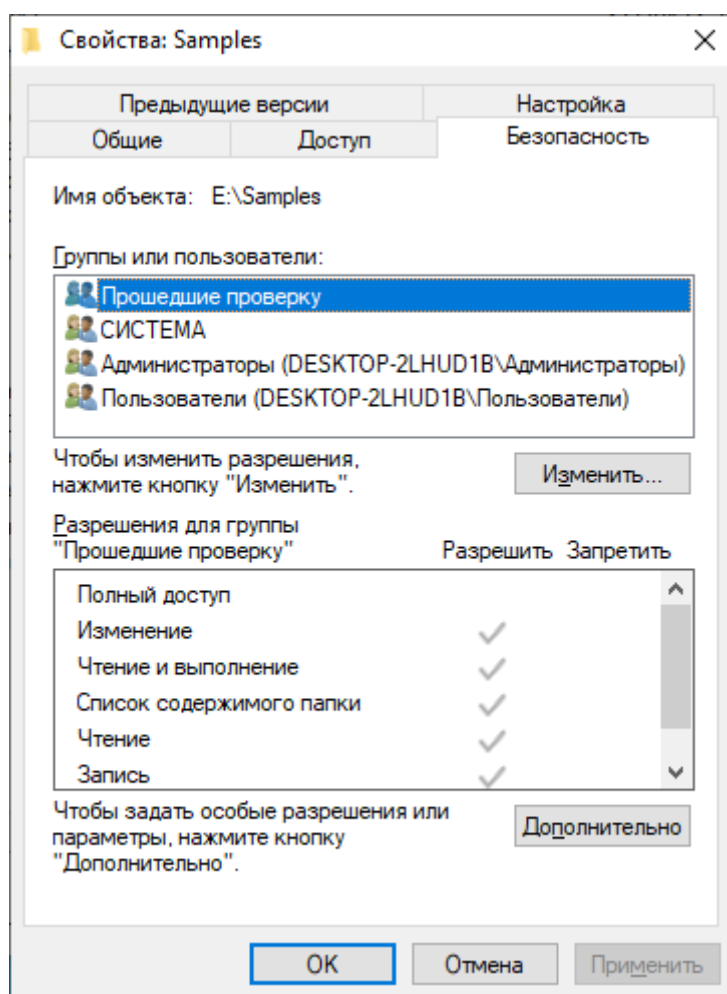 Свойства: Samples
Предыдущие версии Настройка
Общие Доступ Безопасность
Имя объекта: E:\Samples
Группы или пользователи:
Прошедшие проверку
СИСТЕМА
Администраторы (DESKTOP-2LHUD1B\Администраторы)
Пользователи (DESKTOP-2LHUD1B\Пользователи)
Чтобы изменить разрешения,
нажмите кнопку "Изменить". Изменить...
Разрешения для группы
"Прошедшие проверку" Разрешить Запретить
Полный доступ
Изменение
Чтение и выполнение
Список содержимого папки
Чтение
Запись
Чтобы задать особые разрешения или
параметры, нажмите кнопку Дополнительно
"Дополнительно".
OK Отмена Применить